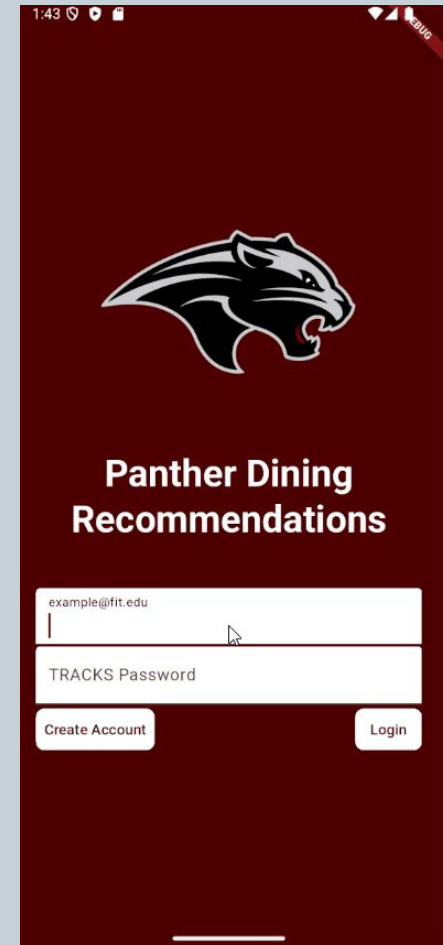 1:43
DEBUG
Panther Dining
Recommendations
example@fit.edu
TRACKS Password
Create Account
Login